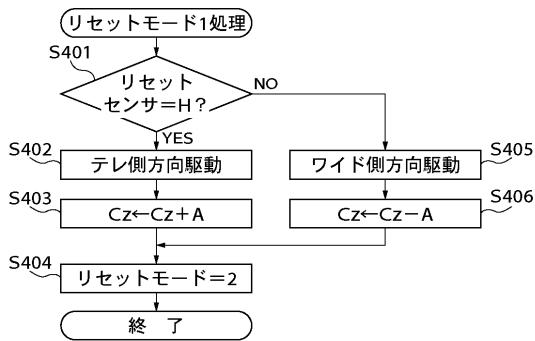 リセットモード1処理
S401
リセット
センサ＝H？
NO
YES
S402
テレ側方向駆動
S403
Cz←Cz＋A
S405
ワイド側方向駆動
S406
Cz←Cz－A
S404
リセットモード＝2
終 了